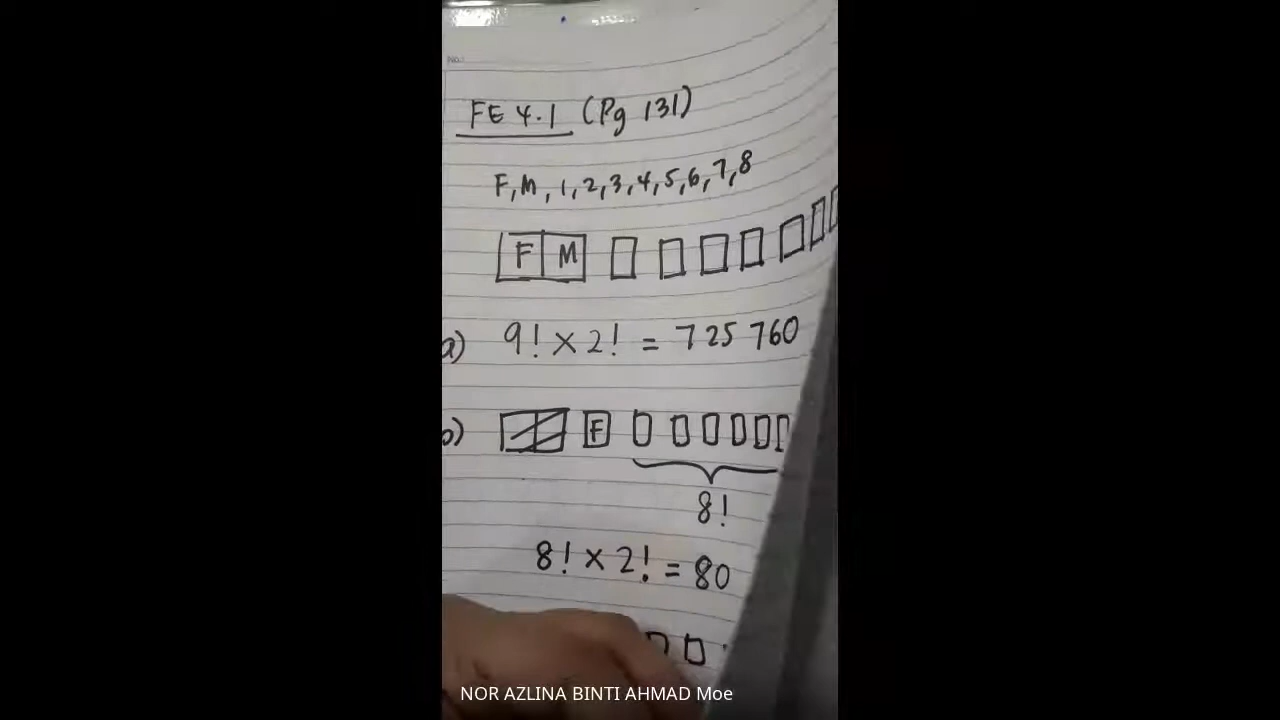 No.:
FE 4.1 (Pg 131)
F, M, 1, 2, 3, 4, 5, 6, 7, 8
F M
a) 9! × 2! = 725 760
b) F
8!
8! × 2! = 80
NOR AZLINA BINTI AHMAD Moe